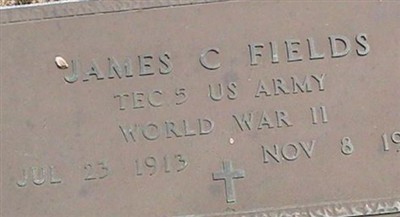 JAMES C FIELDS
TEC 5 US ARMY
WORLD WAR II
JUL 23 1913 NOV 8